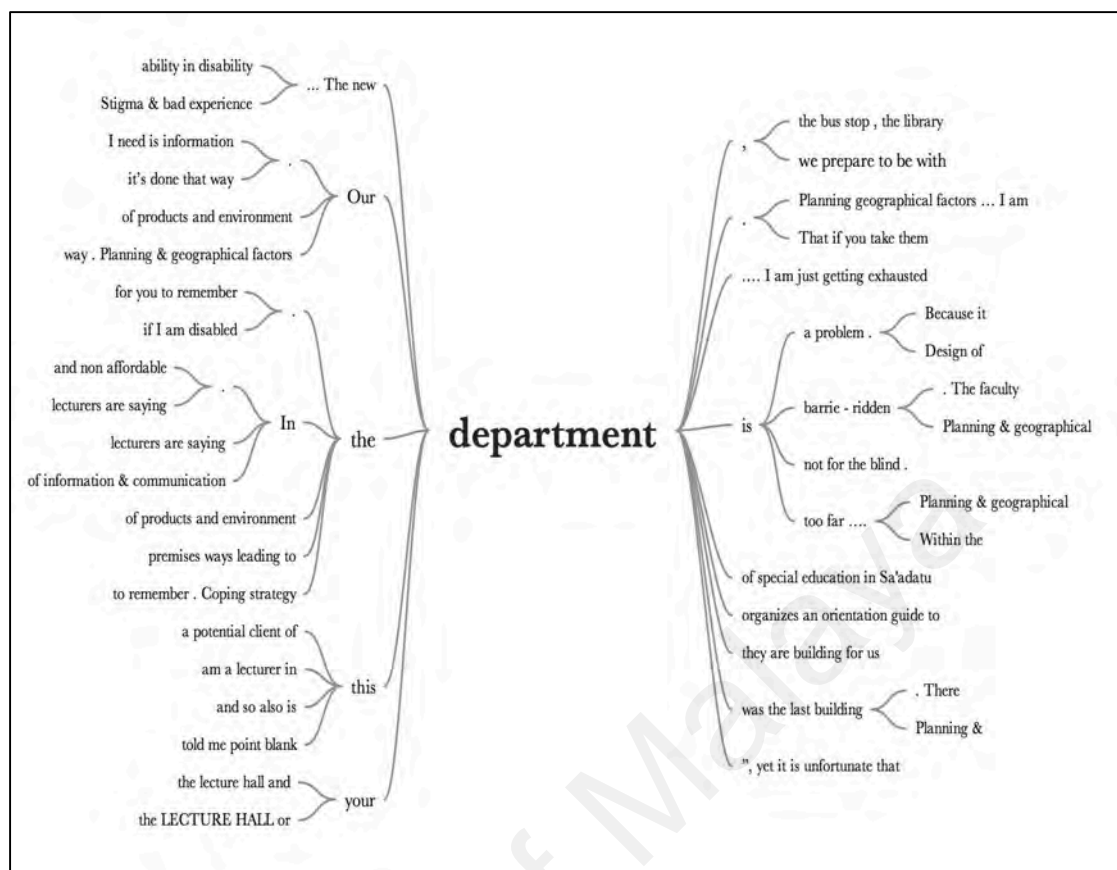 ability in disability
Stigma & bad experience
... The new
I need is information
it's done that way
.
of products and environment
way . Planning & geographical factors
Our
for you to remember
if I am disabled
.
and non affordable
lecturers are saying
.
lecturers are saying
of information & communication
In
of products and environment
premises ways leading to
to remember . Coping strategy
the
a potential client of
am a lecturer in
and so also is
told me point blank
this
the lecture hall and
the LECTURE HALL or
your
department
,
the bus stop , the library
we prepare to be with
.
Planning geographical factors ... I am
That if you take them
.... I am just getting exhausted
is
a problem .
Because it
Design of
barrie - ridden
. The faculty
Planning & geographical
not for the blind .
too far ....
Planning & geographical
Within the
of special education in Sa'adatu
organizes an orientation guide to
they are building for us
was the last building
. There
Planning &
”, yet it is unfortunate that
of Malaya